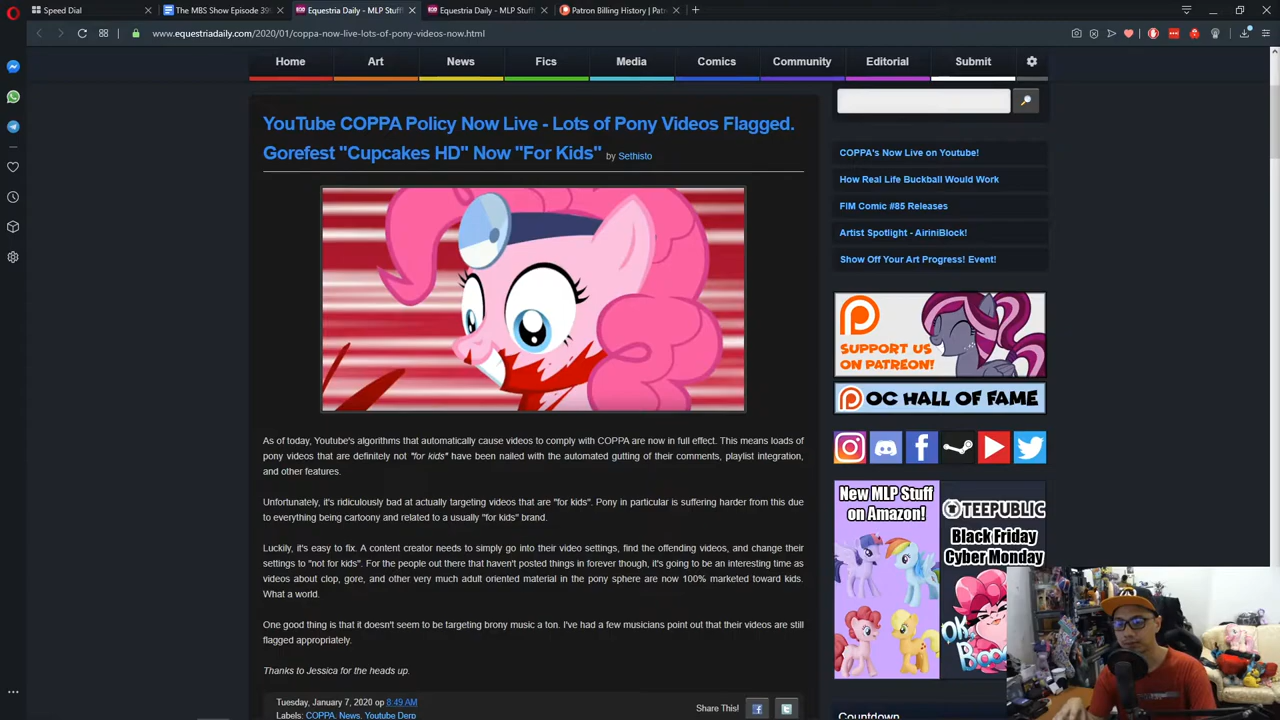 Speed Dial
The MBS Show Episode 39
Equestria Daily - MLP Stuff
Equestria Daily - MLP Stuff
Patron Billing History | Pat
www.equestriadaily.com/2020/01/coppa-now-live-lots-of-pony-videos-now.html
Home
Art
News
Fics
Media
Comics
Community
Editorial
Submit
YouTube COPPA Policy Now Live - Lots of Pony Videos Flagged.
Gorefest "Cupcakes HD" Now "For Kids" by Sethisto
As of today, Youtube's algorithms that automatically cause videos to comply with COPPA are now in full effect. This means loads of
pony videos that are definitely not "for kids" have been nailed with the automated gutting of their comments, playlist integration,
and other features.
Unfortunately, it's ridiculously bad at actually targeting videos that are "for kids". Pony in particular is suffering harder from this due
to everything being cartoony and related to a usually "for kids" brand.
Luckily, it's easy to fix. A content creator needs to simply go into their video settings, find the offending videos, and change their
settings to "not for kids". For the people out there that haven't posted things in forever though, it's going to be an interesting time as
videos about clop, gore, and other very much adult oriented material in the pony sphere are now 100% marketed toward kids.
What a world.
One good thing is that it doesn't seem to be targeting brony music a ton. I've had a few musicians point out that their videos are still
flagged appropriately.
Thanks to Jessica for the heads up.
Tuesday, January 7, 2020 op 8:49 AM
Labels: COPPA, News, Youtube Derp
Share This!
COPPA's Now Live on Youtube!
How Real Life Buckball Would Work
FIM Comic #85 Releases
Artist Spotlight - AiriniBlock!
Show Off Your Art Progress! Event!
SUPPORT US
ON PATREON!
OC HALL OF FAME
New MLP Stuff
on Amazon!
TEEPUBLIC
Black Friday
Cyber Monday
OK
Countdown